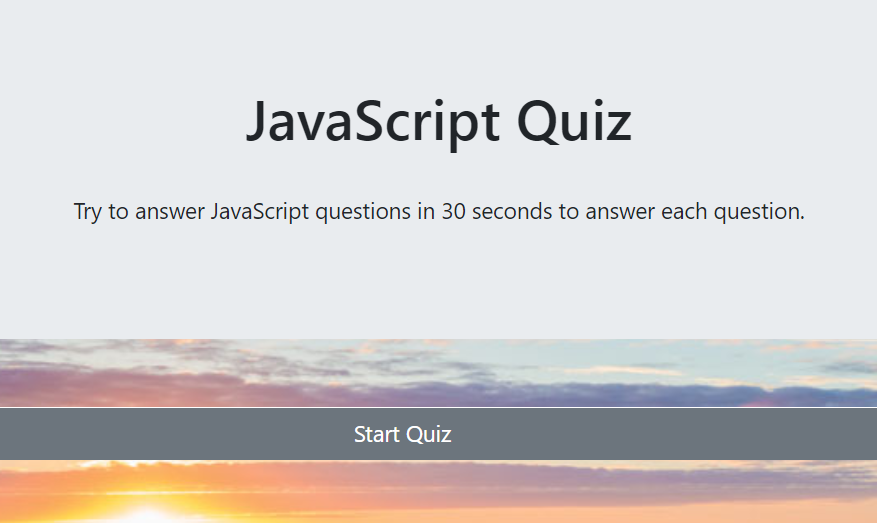 JavaScript Quiz
Try to answer JavaScript questions in 30 seconds to answer each question.
Start Quiz